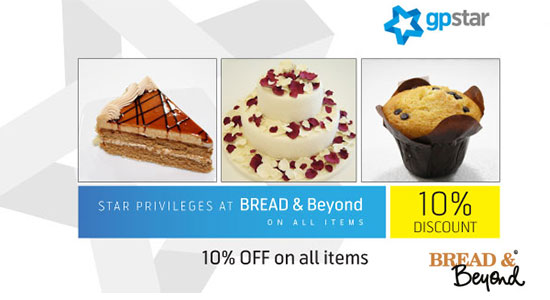 gpstar
STAR PRIVILEGES AT BREAD & Beyond
ON ALL ITEMS
10%
DISCOUNT
10% OFF on all items
BREAD &
Beyond